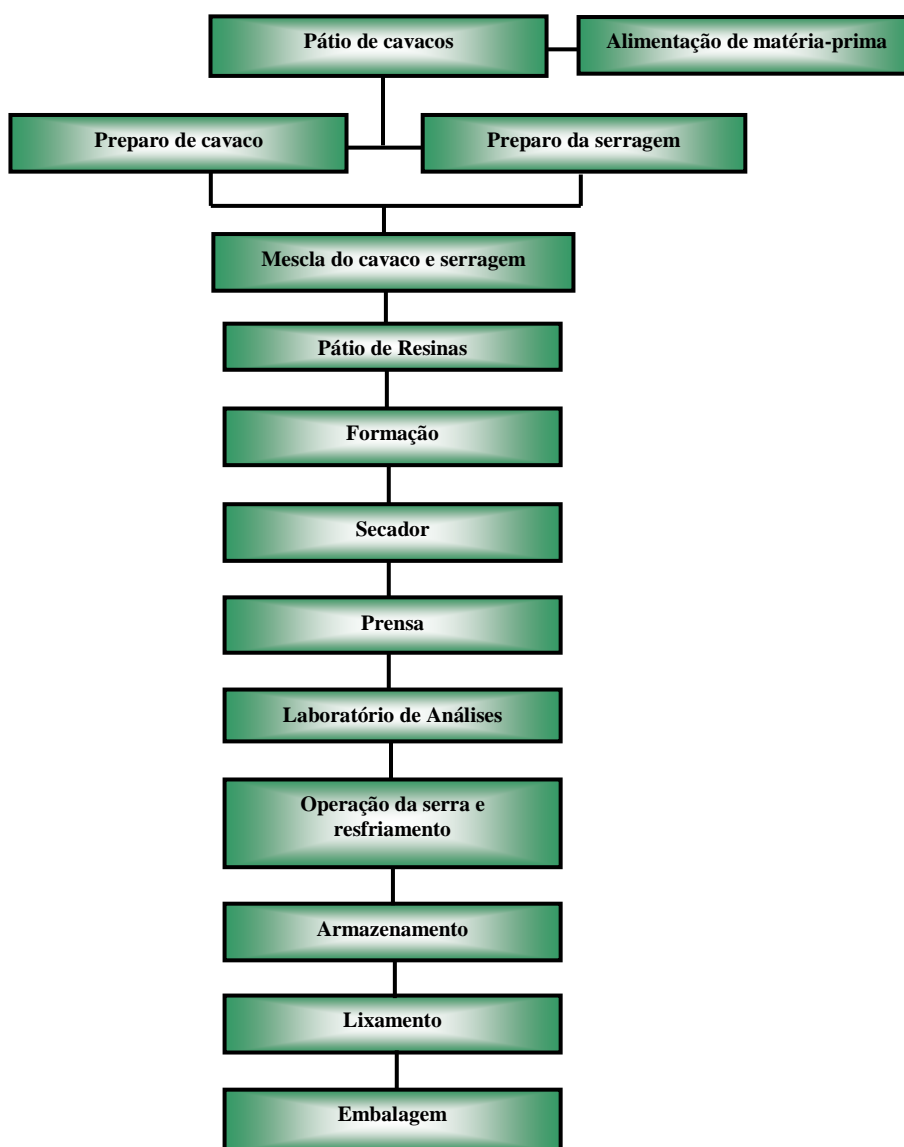 Pátio de cavacos
Alimentação de matéria-prima
Preparo de cavaco
Preparo da serragem
Mescla do cavaco e serragem
Pátio de Resinas
Formação
Secador
Prensa
Laboratório de Análises
Operação da serra e
resfriamento
Armazenamento
Lixamento
Embalagem